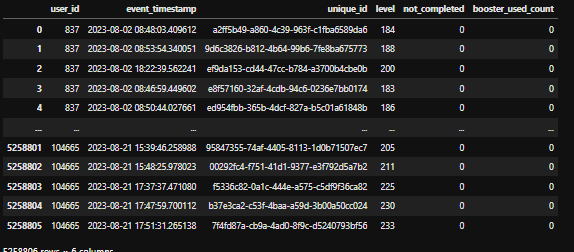 user_id event_timestamp unique_id level not_completed booster_used_count
0 837 2023-08-02 08:48:03.409612 a2ff5b49-a860-4c39-963f-c1fba6589da6 184 0 0
1 837 2023-08-02 08:53:54.340051 9d6c3826-b812-4b64-99b6-7fe8ba675773 188 0 0
2 837 2023-08-02 18:22:39.562241 ef9da153-cd44-47cc-b784-a3700b4cbe0b 200 0 0
3 837 2023-08-02 08:46:59.449602 e8f57160-32af-4cdb-94c6-0236e7bb0174 183 0 0
4 837 2023-08-02 08:50:44.027661 ed954fbb-365b-4dcf-827a-b5c01a61848b 186 0 0
... ... ... ... ... ... ...
5258801 104665 2023-08-21 15:39:46.258988 95847355-74af-4405-8113-1d0b71507ec7 205 0 0
5258802 104665 2023-08-21 15:48:25.978023 00292fc4-f751-41d1-9377-e3f792d5a7b2 211 0 0
5258803 104665 2023-08-21 17:37:37.471080 f5336c82-0a1c-444e-a575-c5df9f36ca82 225 0 0
5258804 104665 2023-08-21 17:47:59.700112 b37e3ca2-c53f-4baa-a59d-3b00a50cc024 230 0 0
5258805 104665 2023-08-21 17:51:31.265138 7f4fd87a-cb9a-4ad0-8f9c-d5240793bf56 233 0 0
5258806 rows × 6 columns